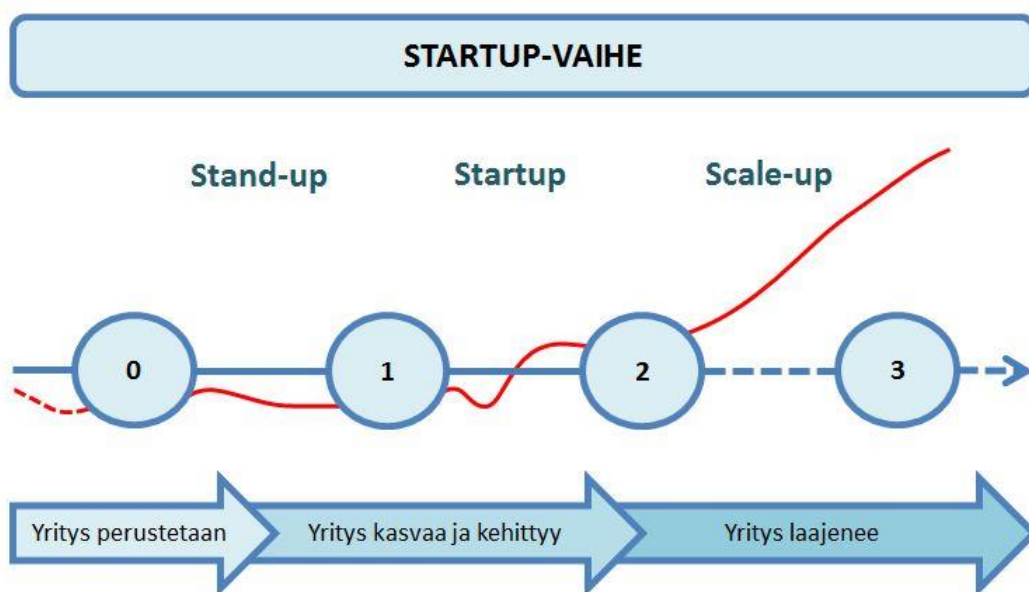 STARTUP-VAIHE
Stand-up
Startup
Scale-up
0
1
2
3
Yritys perustetaan
Yritys kasvaa ja kehittyy
Yritys laajenee